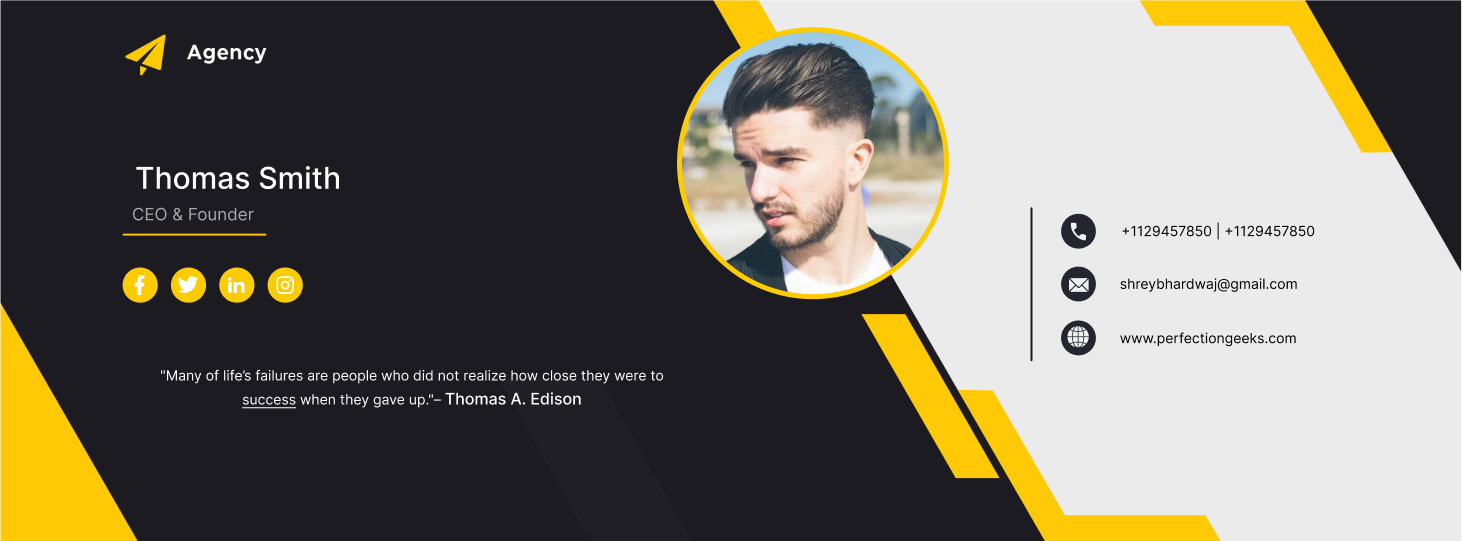 Agency
Thomas Smith
CEO & Founder
"Many of life’s failures are people who did not realize how close they were to
success when they gave up."– Thomas A. Edison
+1129457850 | +1129457850
shreybhardwaj@gmail.com
www.perfectiongeeks.com